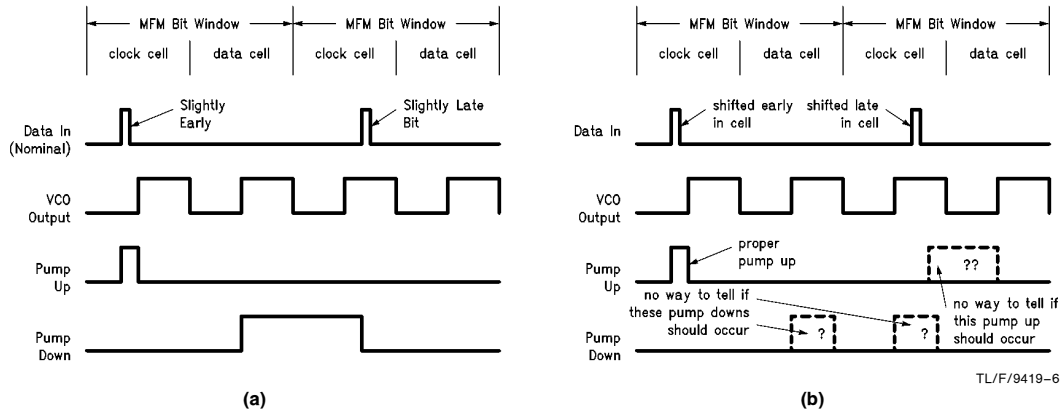 MFM Bit Window
MFM Bit Window
clock cell
data cell
clock cell
data cell
Data In
(Nominal)
Slightly
Early
Slightly Late
Bit
VCO
Output
Pump
Up
Pump
Down
(a)
MFM Bit Window
MFM Bit Window
clock cell
data cell
clock cell
data cell
Data In
shifted early
in cell
shifted late
in cell
VCO
Output
Pump
Up
proper
pump up
??
no way to tell if
these pump downs
should occur
no way to tell if
this pump up
should occur
Pump
Down
?
?
TL/F/9419–6
(b)